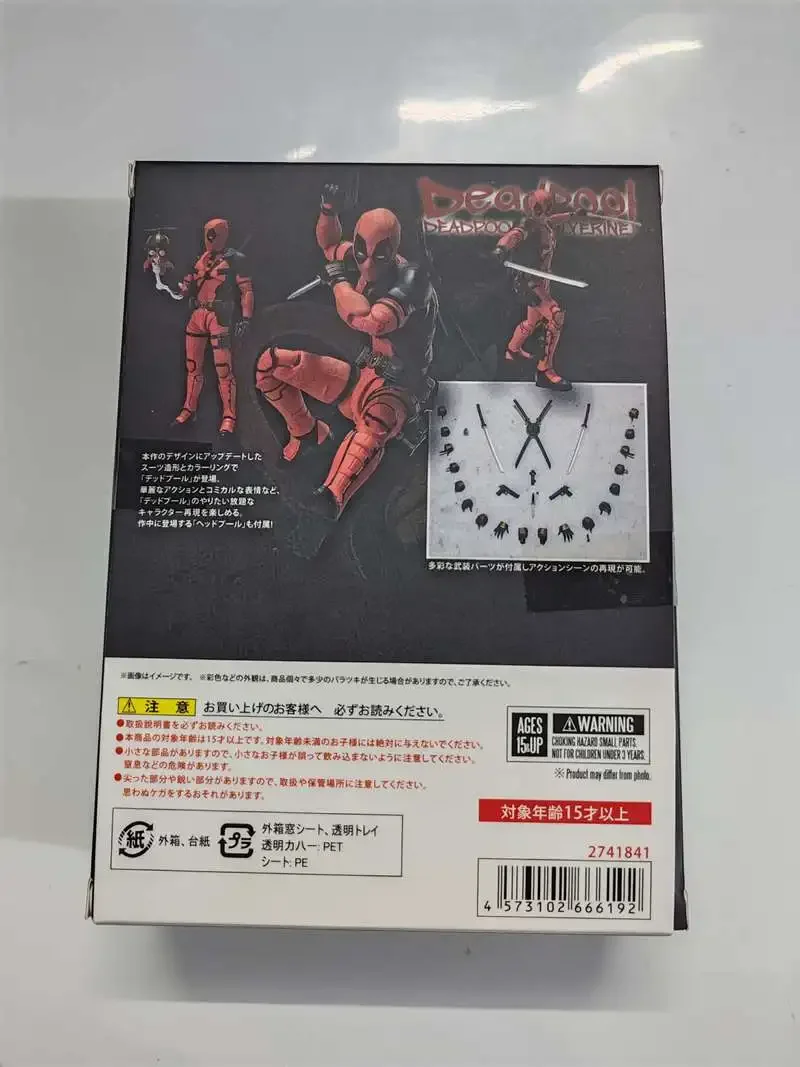 Deadpool
DEADPOOL WOLVERINE
本作のデザインにアップデートした
スーツ造形とカラーリングで
「デッドプール」が登場。
華麗なアクションとコミカルな表情など、
「デッドプール」のやりたい放題な
キャラクター再現を楽しめる。
作中に登場する「ヘッドプール」も付属!
多彩な武装パーツが付属しアクションシーンの再現が可能。
※画像はイメージです。 ※彩色などの外観は、商品個々で多少のバラツキが生じる場合がありますので、ご了承ください。
注 意 お買い上げのお客様へ 必ずお読みください。
●取扱説明書を必ずお読みください。
●本商品の対象年齢は15才以上です。対象年齢未満のお子様には絶対に与えないでください。
●小さな部品がありますので、小さなお子様が誤って飲み込まないように注意してください。
窒息などの危険があります。
●尖った部分や鋭い部分がありますので、取扱や保管場所に注意してください。
思わぬケガをするおそれがあります。
AGES
15&UP
WARNING
CHOKING HAZARD SMALL PARTS.
NOT FOR CHILDREN UNDER 3 YEARS.
※ Product may differ from photo.
対象年齢15才以上
紙 外箱、台紙
プラ 外箱窓シート、透明トレイ
透明カバー: PET
シート: PE
2741841
4 573102 666192